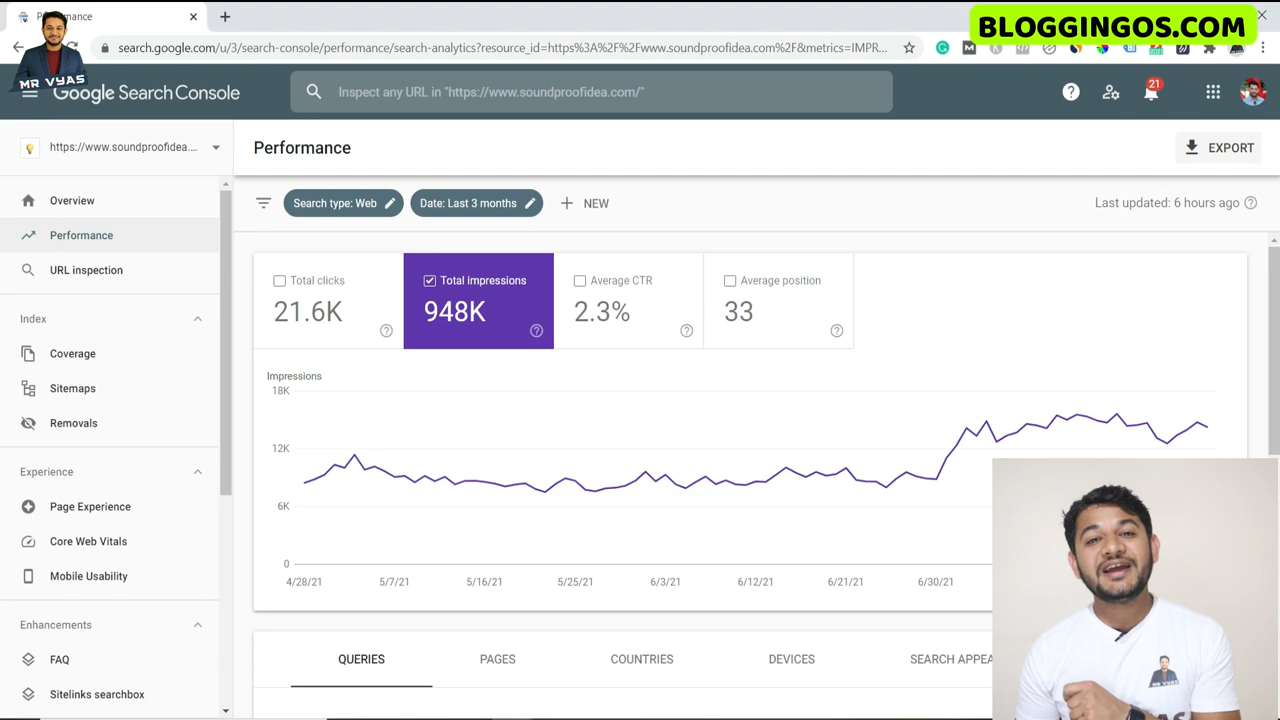 Performance
BLOGGINGOS.COM
search.google.com/u/3/search-console/performance/search-analytics?resource_id=https%3A%2F%2Fwww.soundproofidea.com%2F&metrics=IMPR...
MR VYAS
Google Search Console
Inspect any URL in "https://www.soundproofidea.com/"
21
https://www.soundproofidea....
Performance
EXPORT
Overview
Search type: Web
Date: Last 3 months
NEW
Last updated: 6 hours ago
Performance
URL inspection
Total clicks
Total impressions
Average CTR
Average position
21.6K
948K
2.3%
33
Index
Coverage
Sitemaps
Removals
Impressions
18K
12K
6K
0
4/28/21
5/7/21
5/16/21
5/25/21
6/3/21
6/12/21
6/21/21
6/30/21
Experience
Page Experience
Core Web Vitals
Mobile Usability
Enhancements
FAQ
Sitelinks searchbox
QUERIES
PAGES
COUNTRIES
DEVICES
SEARCH APPEA
MR VYAS